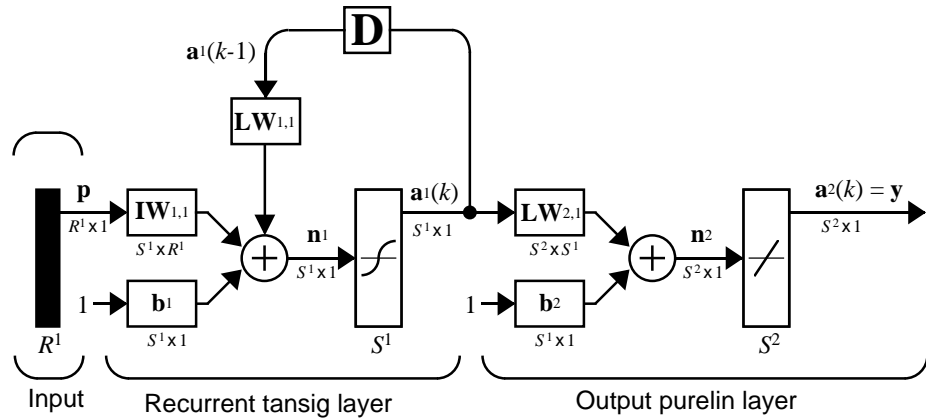 D
a¹(k-1)
LW1,1
p
R¹ x 1
IW1,1
S¹ x R¹
1
b¹
S¹ x 1
n¹
S¹ x 1
a¹(k)
S¹ x 1
LW2,1
S² x S¹
1
b²
S¹ x 1
n²
S² x 1
a²(k) = y
S² x 1
R¹
S¹
S²
Input
Recurrent tansig layer
Output purelin layer